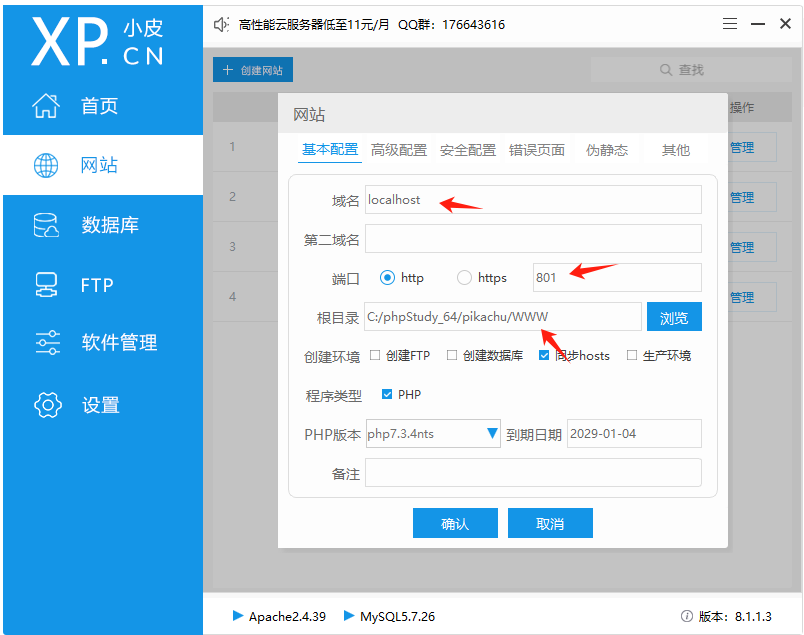 XP.CN 小皮
高性能云服务器低至11元/月 QQ群：176643616
首页
网站
数据库
FTP
软件管理
设置
创建网站
查找
操作
1 管理
2 管理
3 管理
4 管理
网站
基本配置 高级配置 安全配置 错误页面 伪静态 其他
域名 localhost
第二域名
端口 http https 801
根目录 C:/phpStudy_64/pikachu/WWW 浏览
创建环境 创建FTP 创建数据库 同步hosts 生产环境
程序类型 PHP
PHP版本 php7.3.4nts 到期日期 2029-01-04
备注
确认 取消
Apache2.4.39 MySQL5.7.26 版本：8.1.1.3